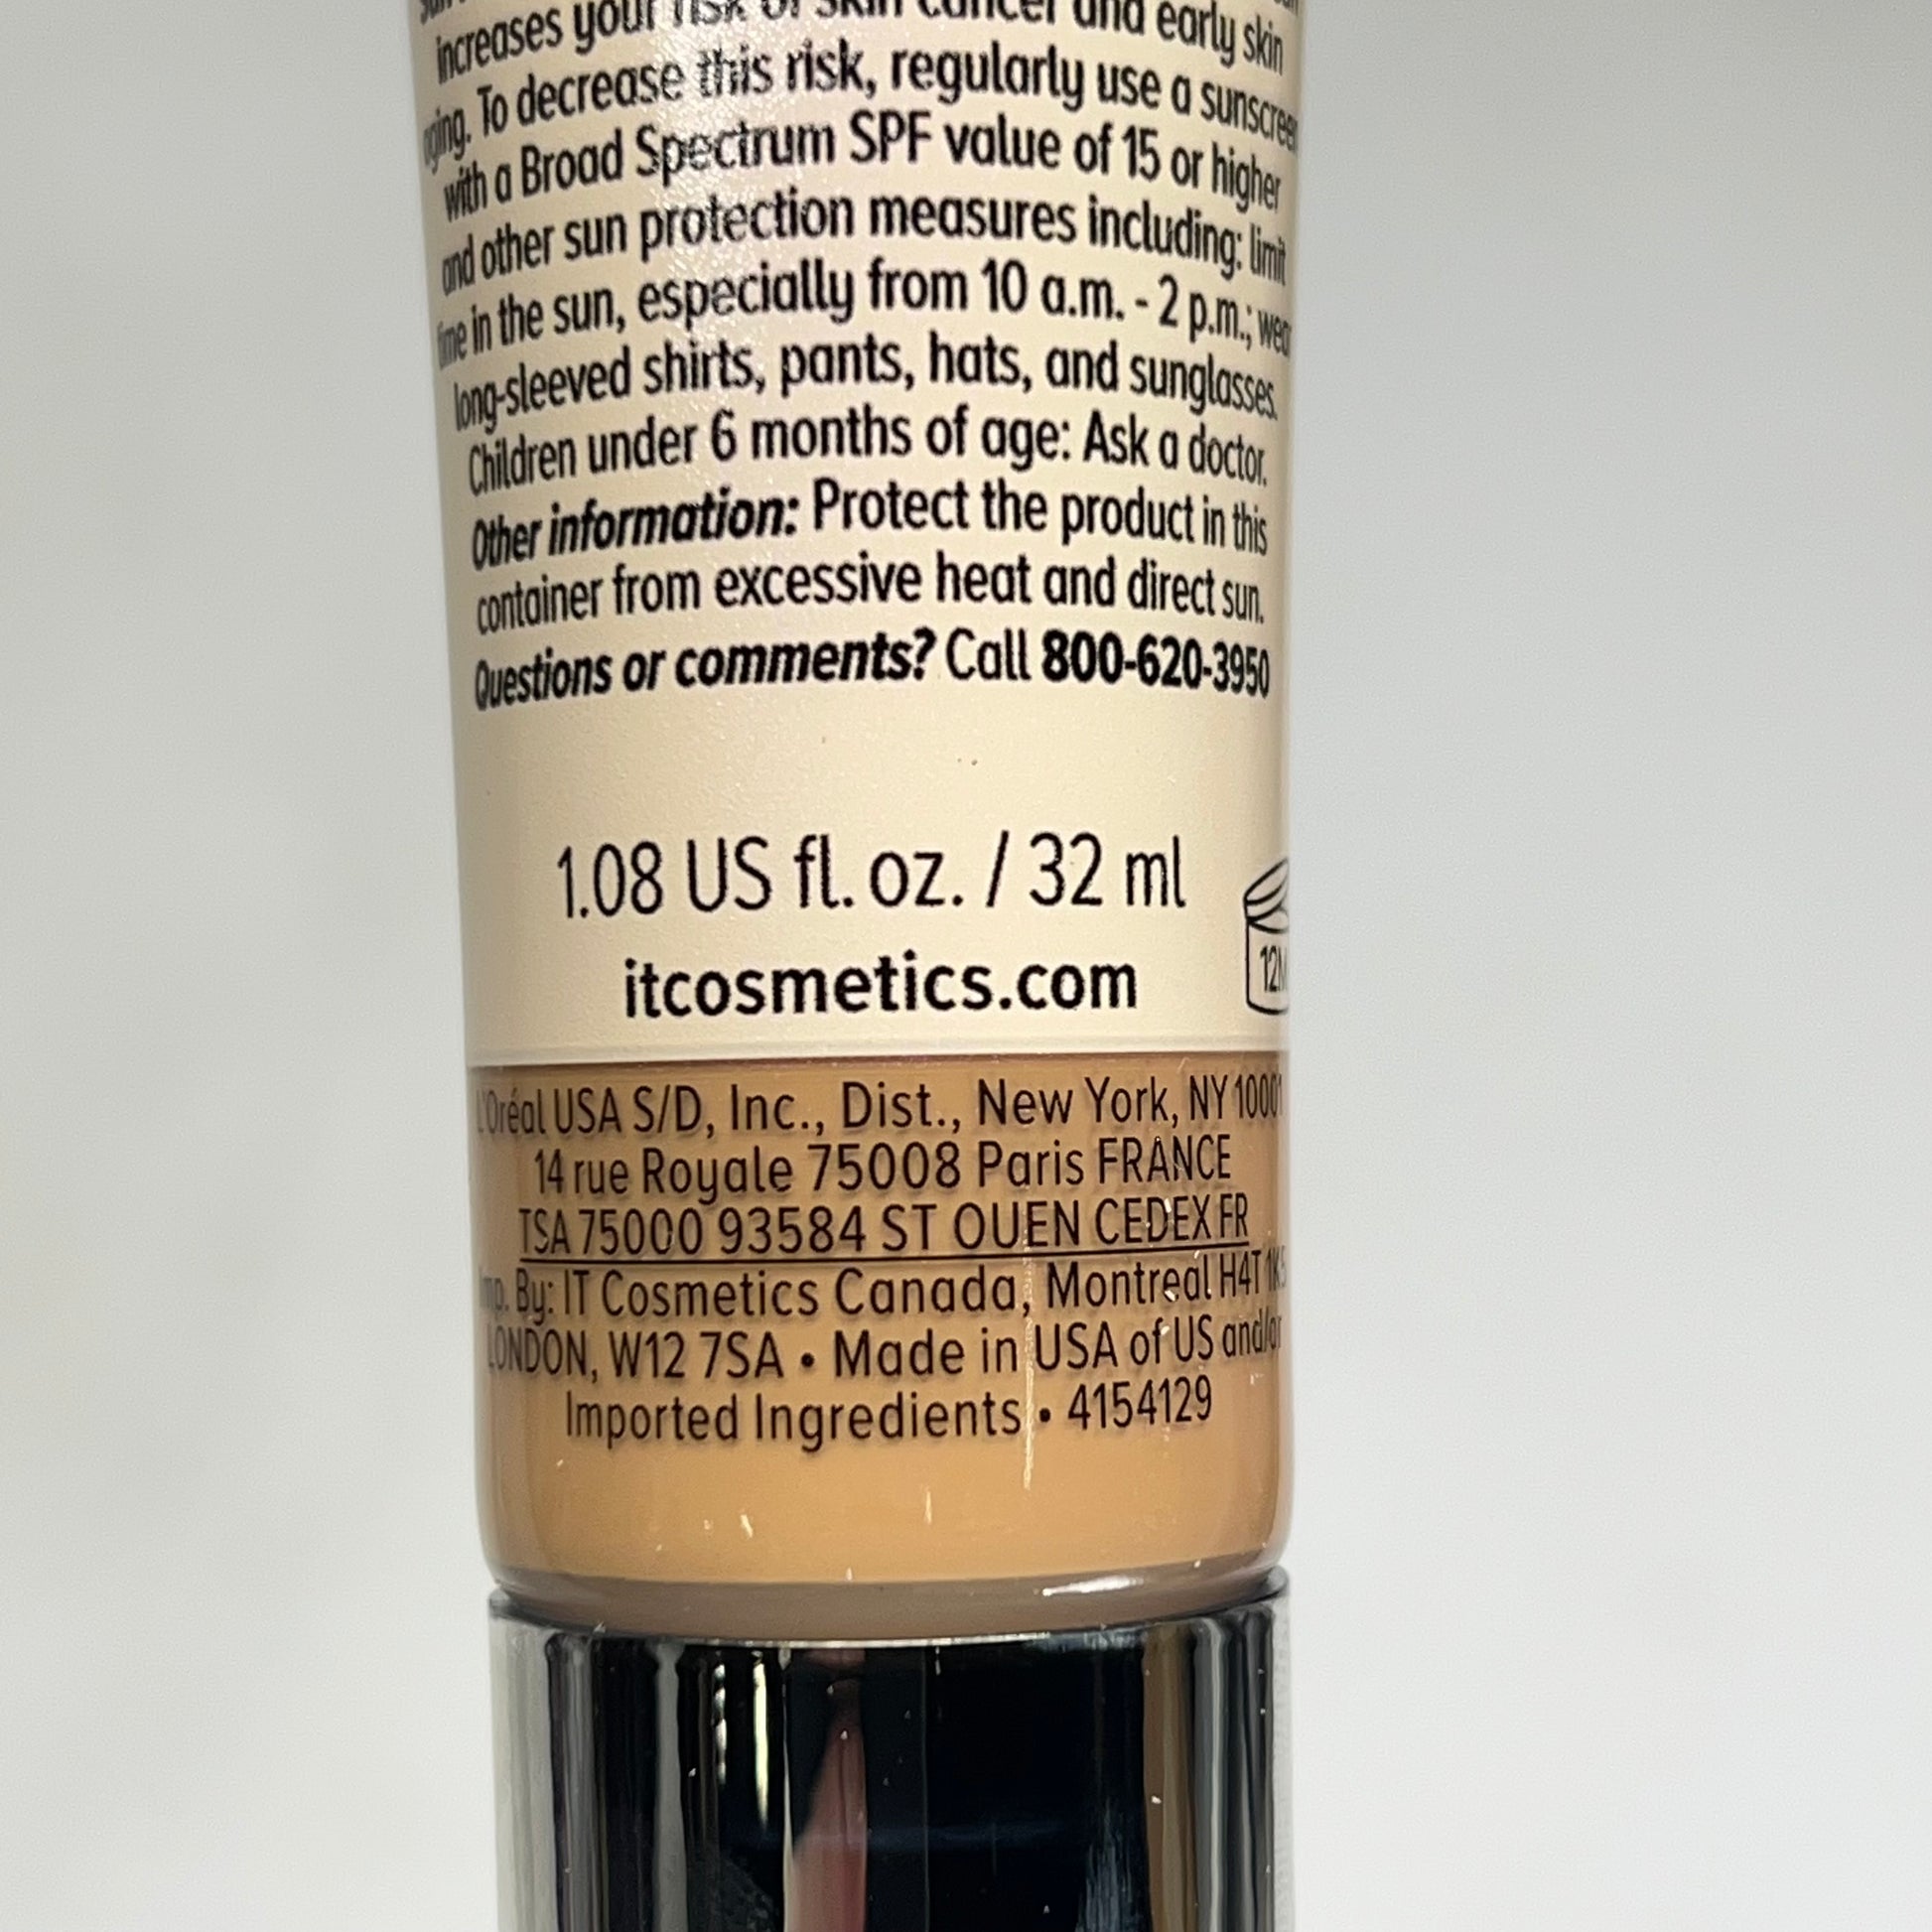 increases your risk of skin cancer and early skin
aging. To decrease this risk, regularly use a sunscreen
with a Broad Spectrum SPF value of 15 or higher
and other sun protection measures including: limit
time in the sun, especially from 10 a.m. - 2 p.m.; wear
long-sleeved shirts, pants, hats, and sunglasses.
Children under 6 months of age: Ask a doctor.
Other information: Protect the product in this
container from excessive heat and direct sun.
Questions or comments? Call 800-620-3950
1.08 US fl. oz. / 32 ml
12M
itcosmetics.com
L'Oréal USA S/D, Inc., Dist., New York, NY 10001
14 rue Royale 75008 Paris FRANCE
TSA 75000 93584 ST OUEN CEDEX FR
Imp. By: IT Cosmetics Canada, Montreal H4T 1K5
LONDON, W12 7SA • Made in USA of US and/or
Imported Ingredients • 4154129